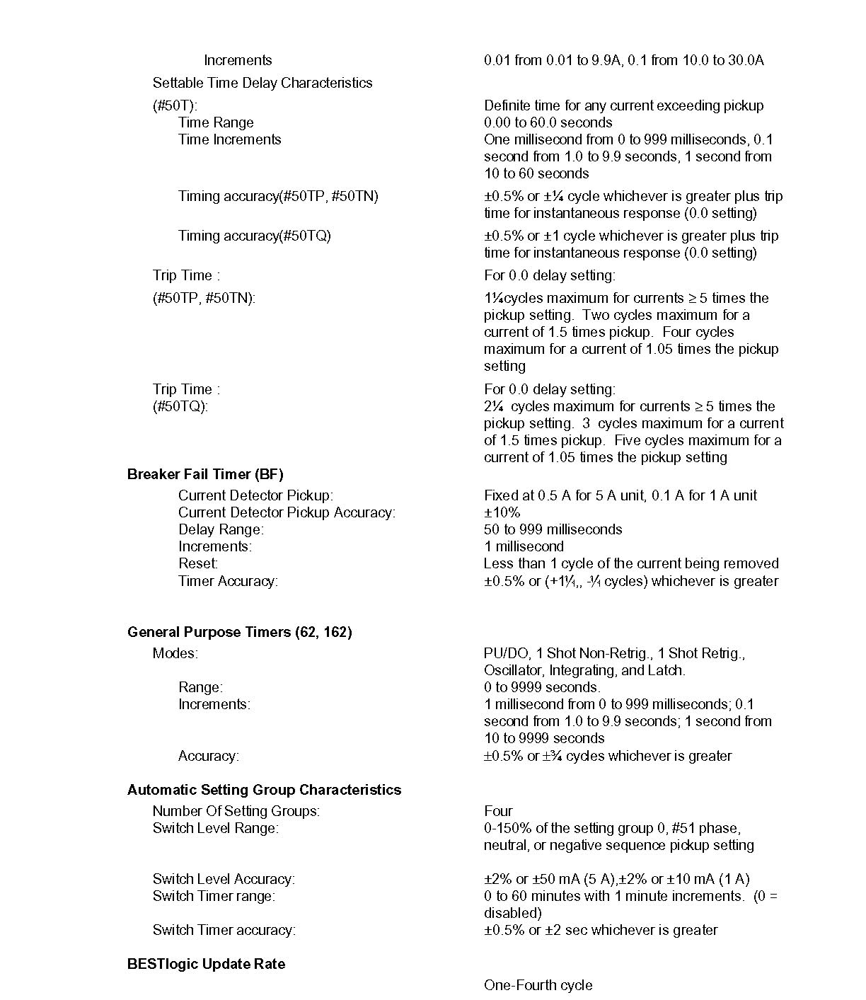 Increments 0.01 from 0.01 to 9.9A, 0.1 from 10.0 to 30.0A
Settable Time Delay Characteristics
(#50T): Definite time for any current exceeding pickup
Time Range 0.00 to 60.0 seconds
Time Increments One millisecond from 0 to 999 milliseconds, 0.1
second from 1.0 to 9.9 seconds, 1 second from
10 to 60 seconds
Timing accuracy(#50TP, #50TN) ±0.5% or ±¼ cycle whichever is greater plus trip
time for instantaneous response (0.0 setting)
Timing accuracy(#50TQ) ±0.5% or ±1 cycle whichever is greater plus trip
time for instantaneous response (0.0 setting)
Trip Time : For 0.0 delay setting:
(#50TP, #50TN): 1¼cycles maximum for currents ≥ 5 times the
pickup setting. Two cycles maximum for a
current of 1.5 times pickup. Four cycles
maximum for a current of 1.05 times the pickup
setting
Trip Time : For 0.0 delay setting:
(#50TQ): 2¼ cycles maximum for currents ≥ 5 times the
pickup setting. 3 cycles maximum for a current
of 1.5 times pickup. Five cycles maximum for a
current of 1.05 times the pickup setting
Breaker Fail Timer (BF)
Current Detector Pickup: Fixed at 0.5 A for 5 A unit, 0.1 A for 1 A unit
Current Detector Pickup Accuracy: ±10%
Delay Range: 50 to 999 milliseconds
Increments: 1 millisecond
Reset: Less than 1 cycle of the current being removed
Timer Accuracy: ±0.5% or cycles) whichever is greater
General Purpose Timers (62, 162)
Modes: PU/DO, 1 Shot Non-Retrig., 1 Shot Retrig.,
Oscillator, Integrating, and Latch.
Range: 0 to 9999 seconds.
Increments: 1 millisecond from 0 to 999 milliseconds; 0.1
second from 1.0 to 9.9 seconds; 1 second from
10 to 9999 seconds
Accuracy: ±0.5% or ±¾ cycles whichever is greater
Automatic Setting Group Characteristics
Number Of Setting Groups: Four
Switch Level Range: 0-150% of the setting group 0, #51 phase,
neutral, or negative sequence pickup setting
Switch Level Accuracy: ±2% or ±50 mA (5 A),±2% or ±10 mA (1 A)
Switch Timer range: 0 to 60 minutes with 1 minute increments. (0 =
disabled)
Switch Timer accuracy: ±0.5% or ±2 sec whichever is greater
BESTlogic Update Rate
One-Fourth cycle